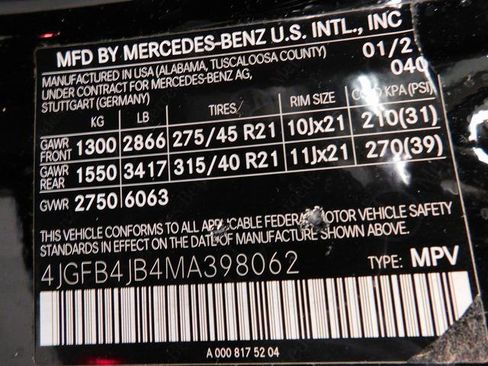 MFD BY MERCEDES-BENZ U.S. INTL., INC
MANUFACTURED IN USA (ALABAMA, TUSCALOOSA COUNTY) 01/2
UNDER CONTRACT FOR MERCEDES-BENZ AG, 040
STUTTGART (GERMANY)
KG LB TIRES RIM SIZE COLD KPA (PSI)
GAWR FRONT 1300 2866 275/45 R21 10Jx21 210(31)
GAWR REAR 1550 3417 315/40 R21 11Jx21 270(39)
GVWR 2750 6063
THIS VEHICLE CONFORMS TO ALL APPLICABLE FEDERAL MOTOR VEHICLE SAFETY
STANDARDS IN EFFECT ON THE DATE OF MANUFACTURE SHOWN ABOVE.
4JGFB4JB4MA398062 TYPE: MPV
A 000 817 52 04